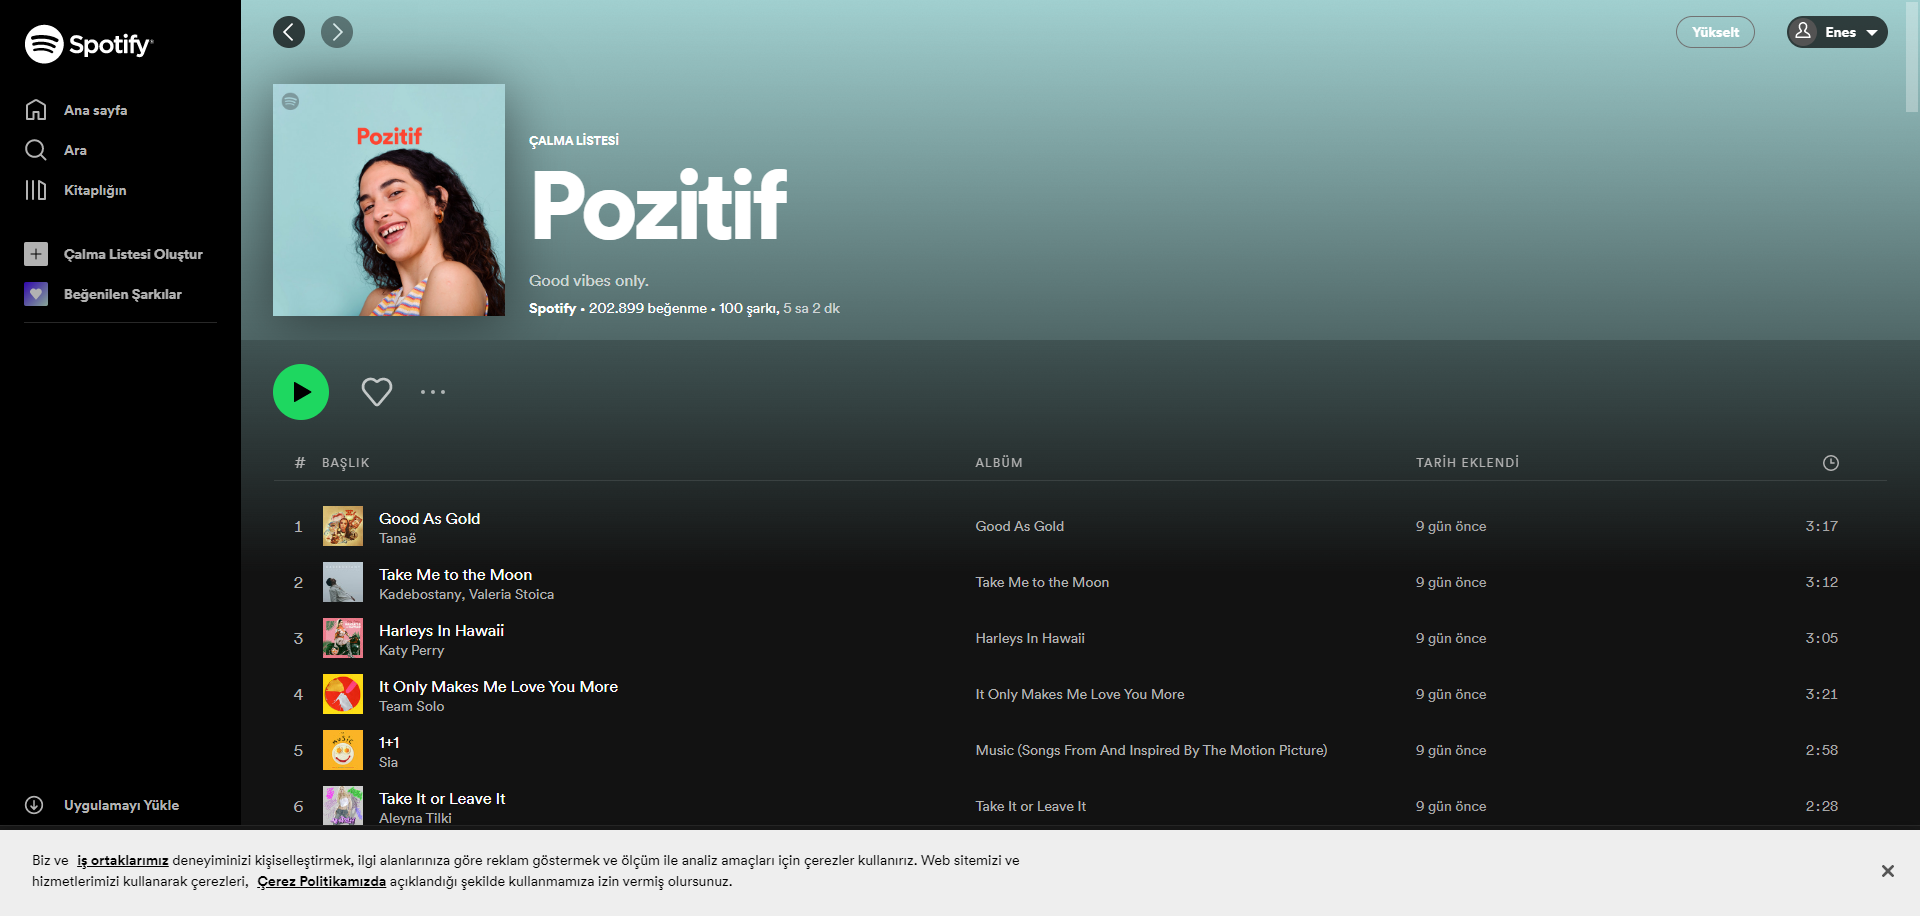 Spotify
Ana sayfa
Ara
Kitaplığın
Çalma Listesi Oluştur
Beğenilen Şarkılar
Uygulamayı Yükle
Yükselt
Enes
Pozitif
ÇALMA LİSTESİ
Pozitif
Good vibes only.
Spotify • 202.899 beğenme • 100 şarkı, 5 sa 2 dk
# BAŞLIK ALBÜM TARİH EKLENDİ
1 Good As Gold Good As Gold 9 gün önce 3:17
Tanaë
2 Take Me to the Moon Take Me to the Moon 9 gün önce 3:12
Kadebostany, Valeria Stoica
3 Harleys In Hawaii Harleys In Hawaii 9 gün önce 3:05
Katy Perry
4 It Only Makes Me Love You More It Only Makes Me Love You More 9 gün önce 3:21
Team Solo
5 1+1 Music (Songs From And Inspired By The Motion Picture) 9 gün önce 2:58
Sia
6 Take It or Leave It Take It or Leave It 9 gün önce 2:28
Aleyna Tilki
Biz ve iş ortaklarımız deneyiminizi kişiselleştirmek, ilgi alanlarınıza göre reklam göstermek ve ölçüm ile analiz amaçları için çerezler kullanırız. Web sitemizi ve
hizmetlerimizi kullanarak çerezleri, Çerez Politikamızda açıklandığı şekilde kullanmamıza izin vermiş olursunuz.